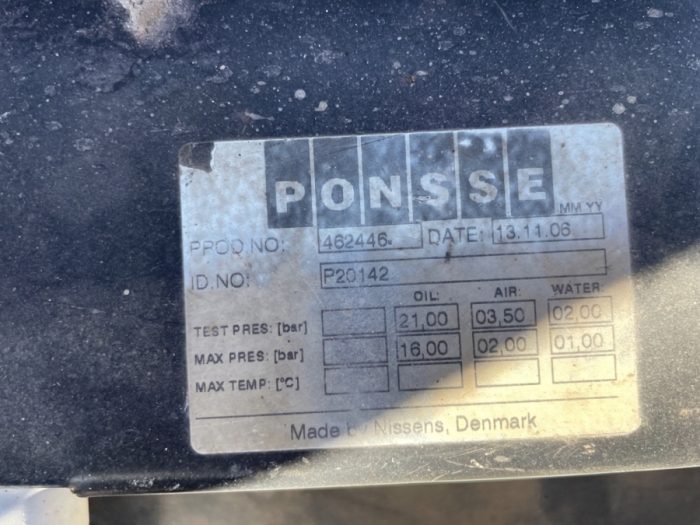 PONSSE
MM YY
PROD NO: 462446. DATE: 13.11.06
ID.NO: P20142
OIL: AIR: WATER:
TEST PRES: [bar] 21,00 03,50 02,00
MAX PRES: [bar] 16,00 02,00 01,00
MAX TEMP: [°C]
Made by Nissens, Denmark